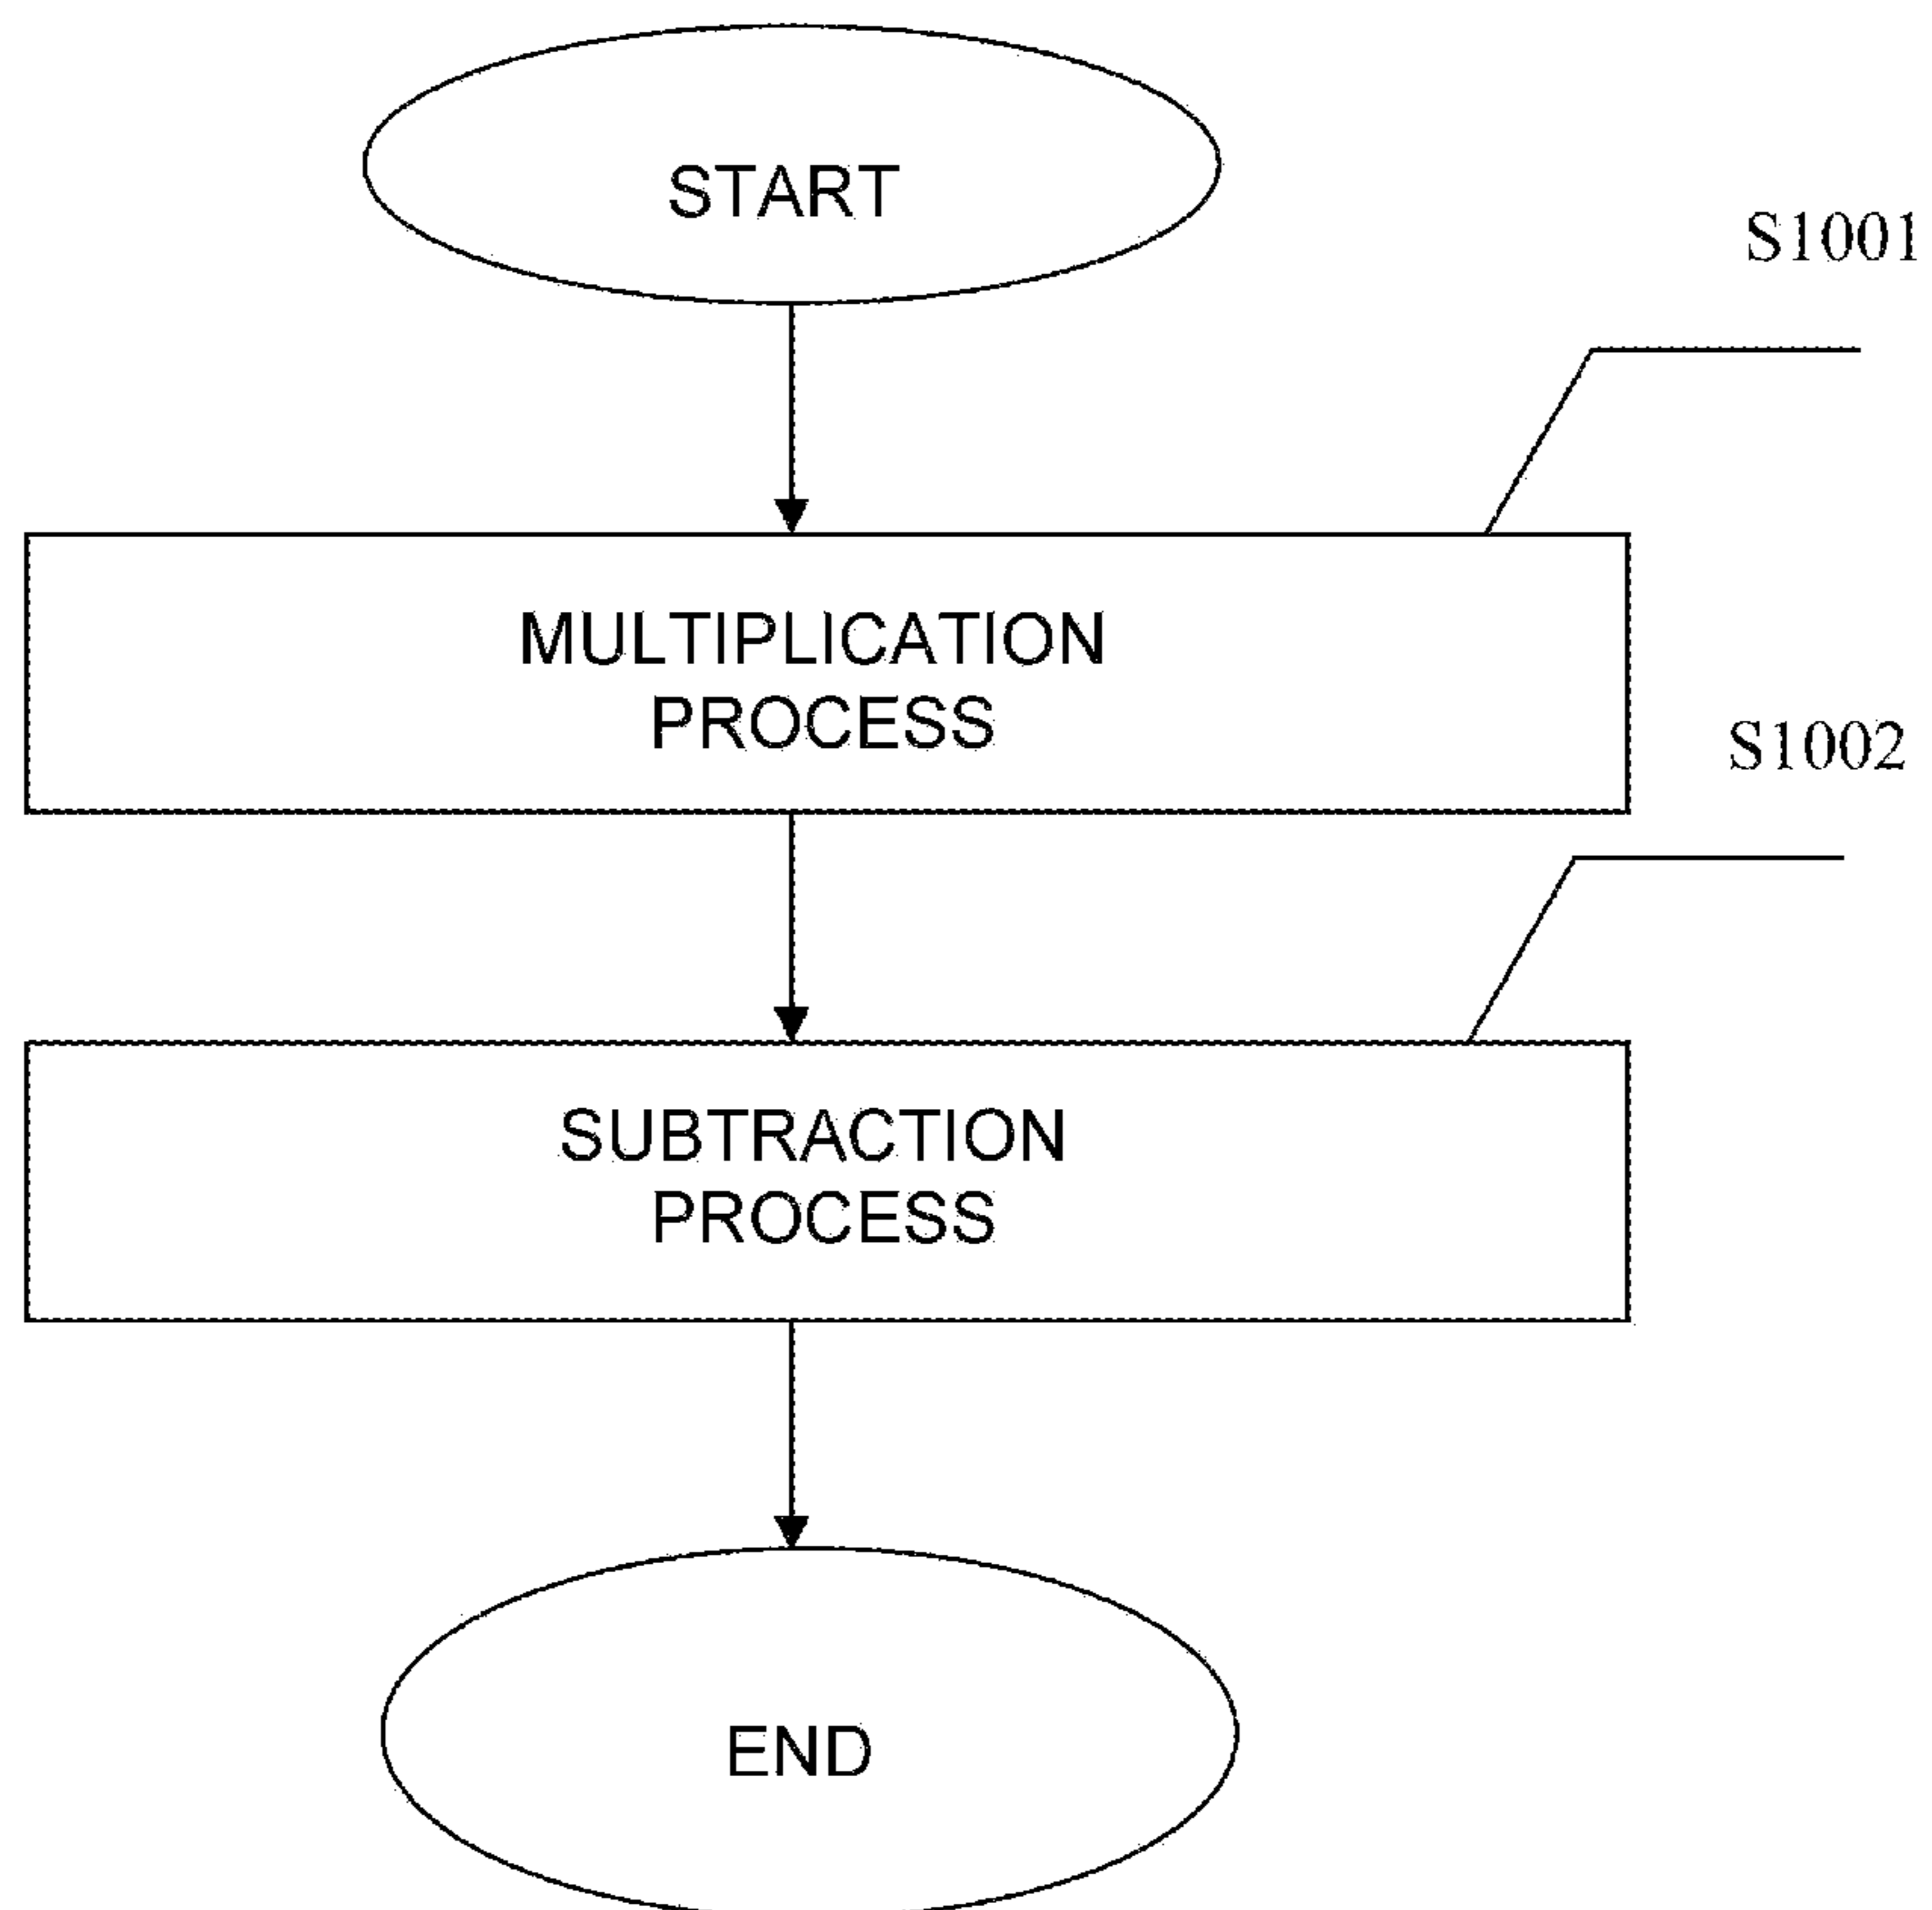 START
S1001
MULTIPLICATION
PROCESS
S1002
SUBTRACTION
PROCESS
END